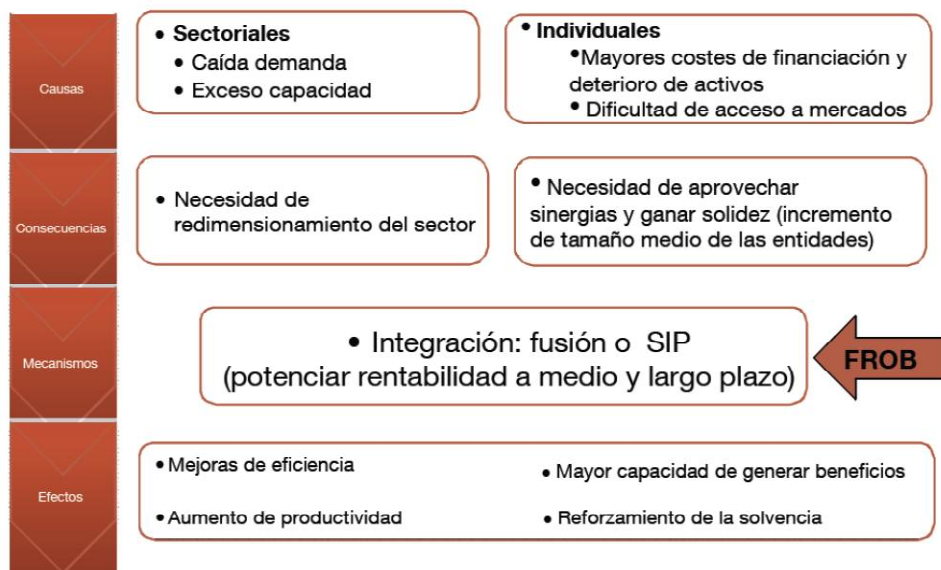 Causas
• Sectoriales
• Caída demanda
• Exceso capacidad
• Individuales
•Mayores costes de financiación y
deterioro de activos
• Dificultad de acceso a mercados
Consecuencias
• Necesidad de
redimensionamiento del sector
• Necesidad de aprovechar
sinergias y ganar solidez (incremento
de tamaño medio de las entidades)
Mecanismos
• Integración: fusión o SIP
(potenciar rentabilidad a medio y largo plazo)
FROB
Efectos
• Mejoras de eficiencia
• Aumento de productividad
• Mayor capacidad de generar beneficios
• Reforzamiento de la solvencia